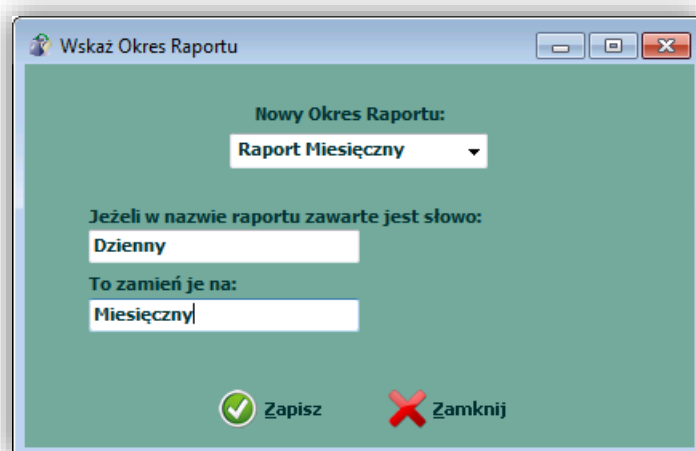 Wskaż Okres Raportu
Nowy Okres Raportu:
Raport Miesięczny
Jeżeli w nazwie raportu zawarte jest słowo:
Dzienny
To zamień je na:
Miesięczny
Zapisz
Zamknij